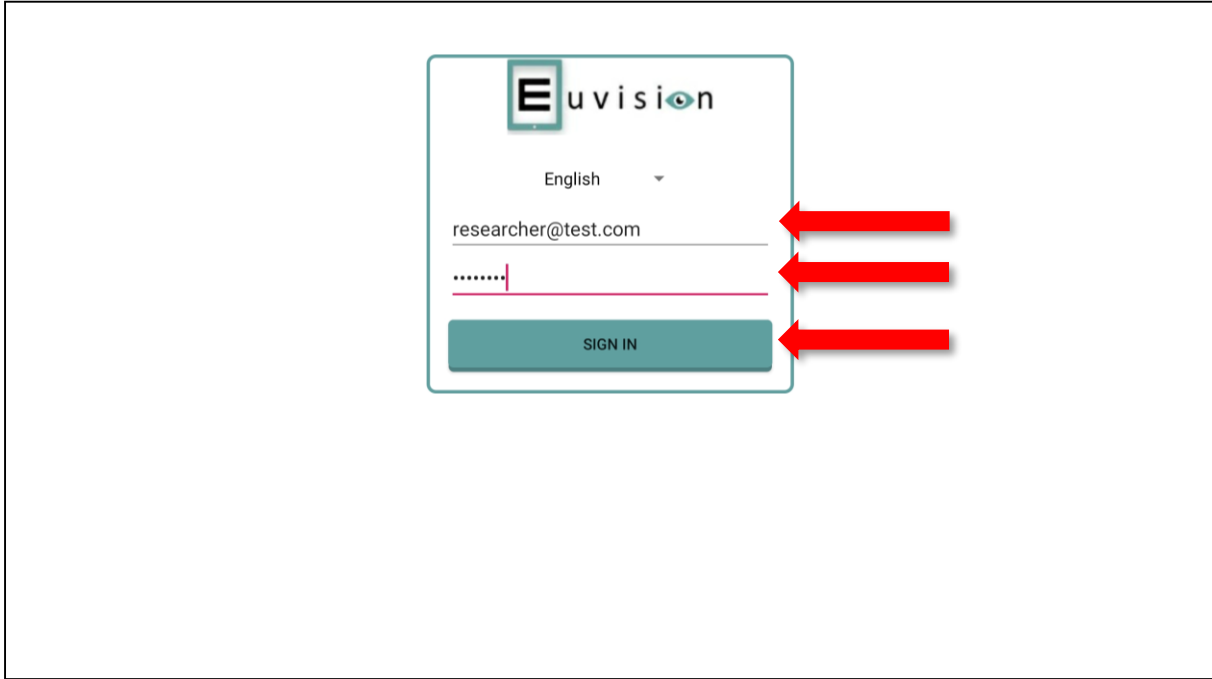 Euvision
English
researcher@test.com
••••••••
SIGN IN